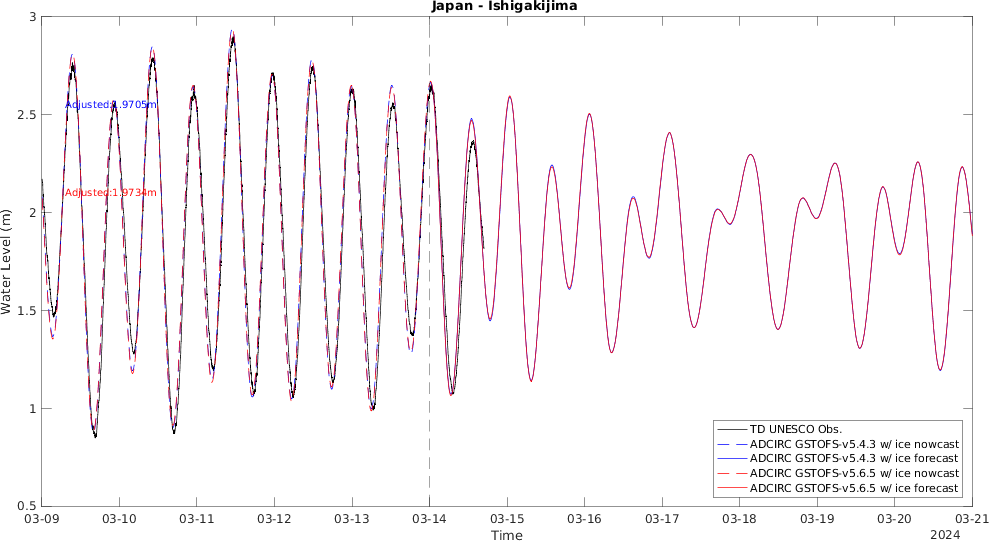 Japan - Ishigakijima
Water Level (m)
3
2.5
2
1.5
1
0.5
Adjusted:1.9705m
Adjusted:1.9734m
TD UNESCO Obs.
ADCIRC GSTOFS-v5.4.3 w/ ice nowcast
ADCIRC GSTOFS-v5.4.3 w/ ice forecast
ADCIRC GSTOFS-v5.6.5 w/ ice nowcast
ADCIRC GSTOFS-v5.6.5 w/ ice forecast
03-09 03-10 03-11 03-12 03-13 03-14 03-15 03-16 03-17 03-18 03-19 03-20 03-21
Time
2024